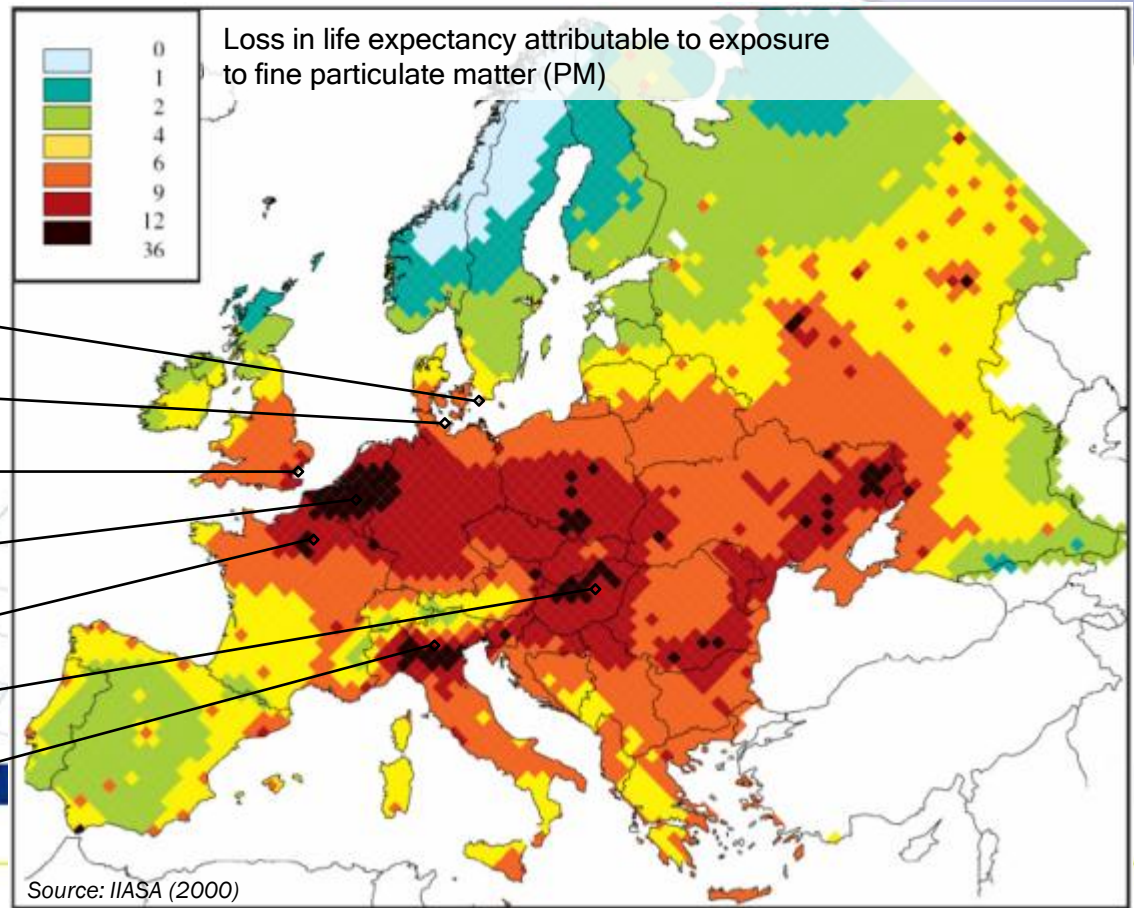 0
1
2
4
6
9
12
36
Loss in life expectancy attributable to exposure
to fine particulate matter (PM)
Source: IIASA (2000)